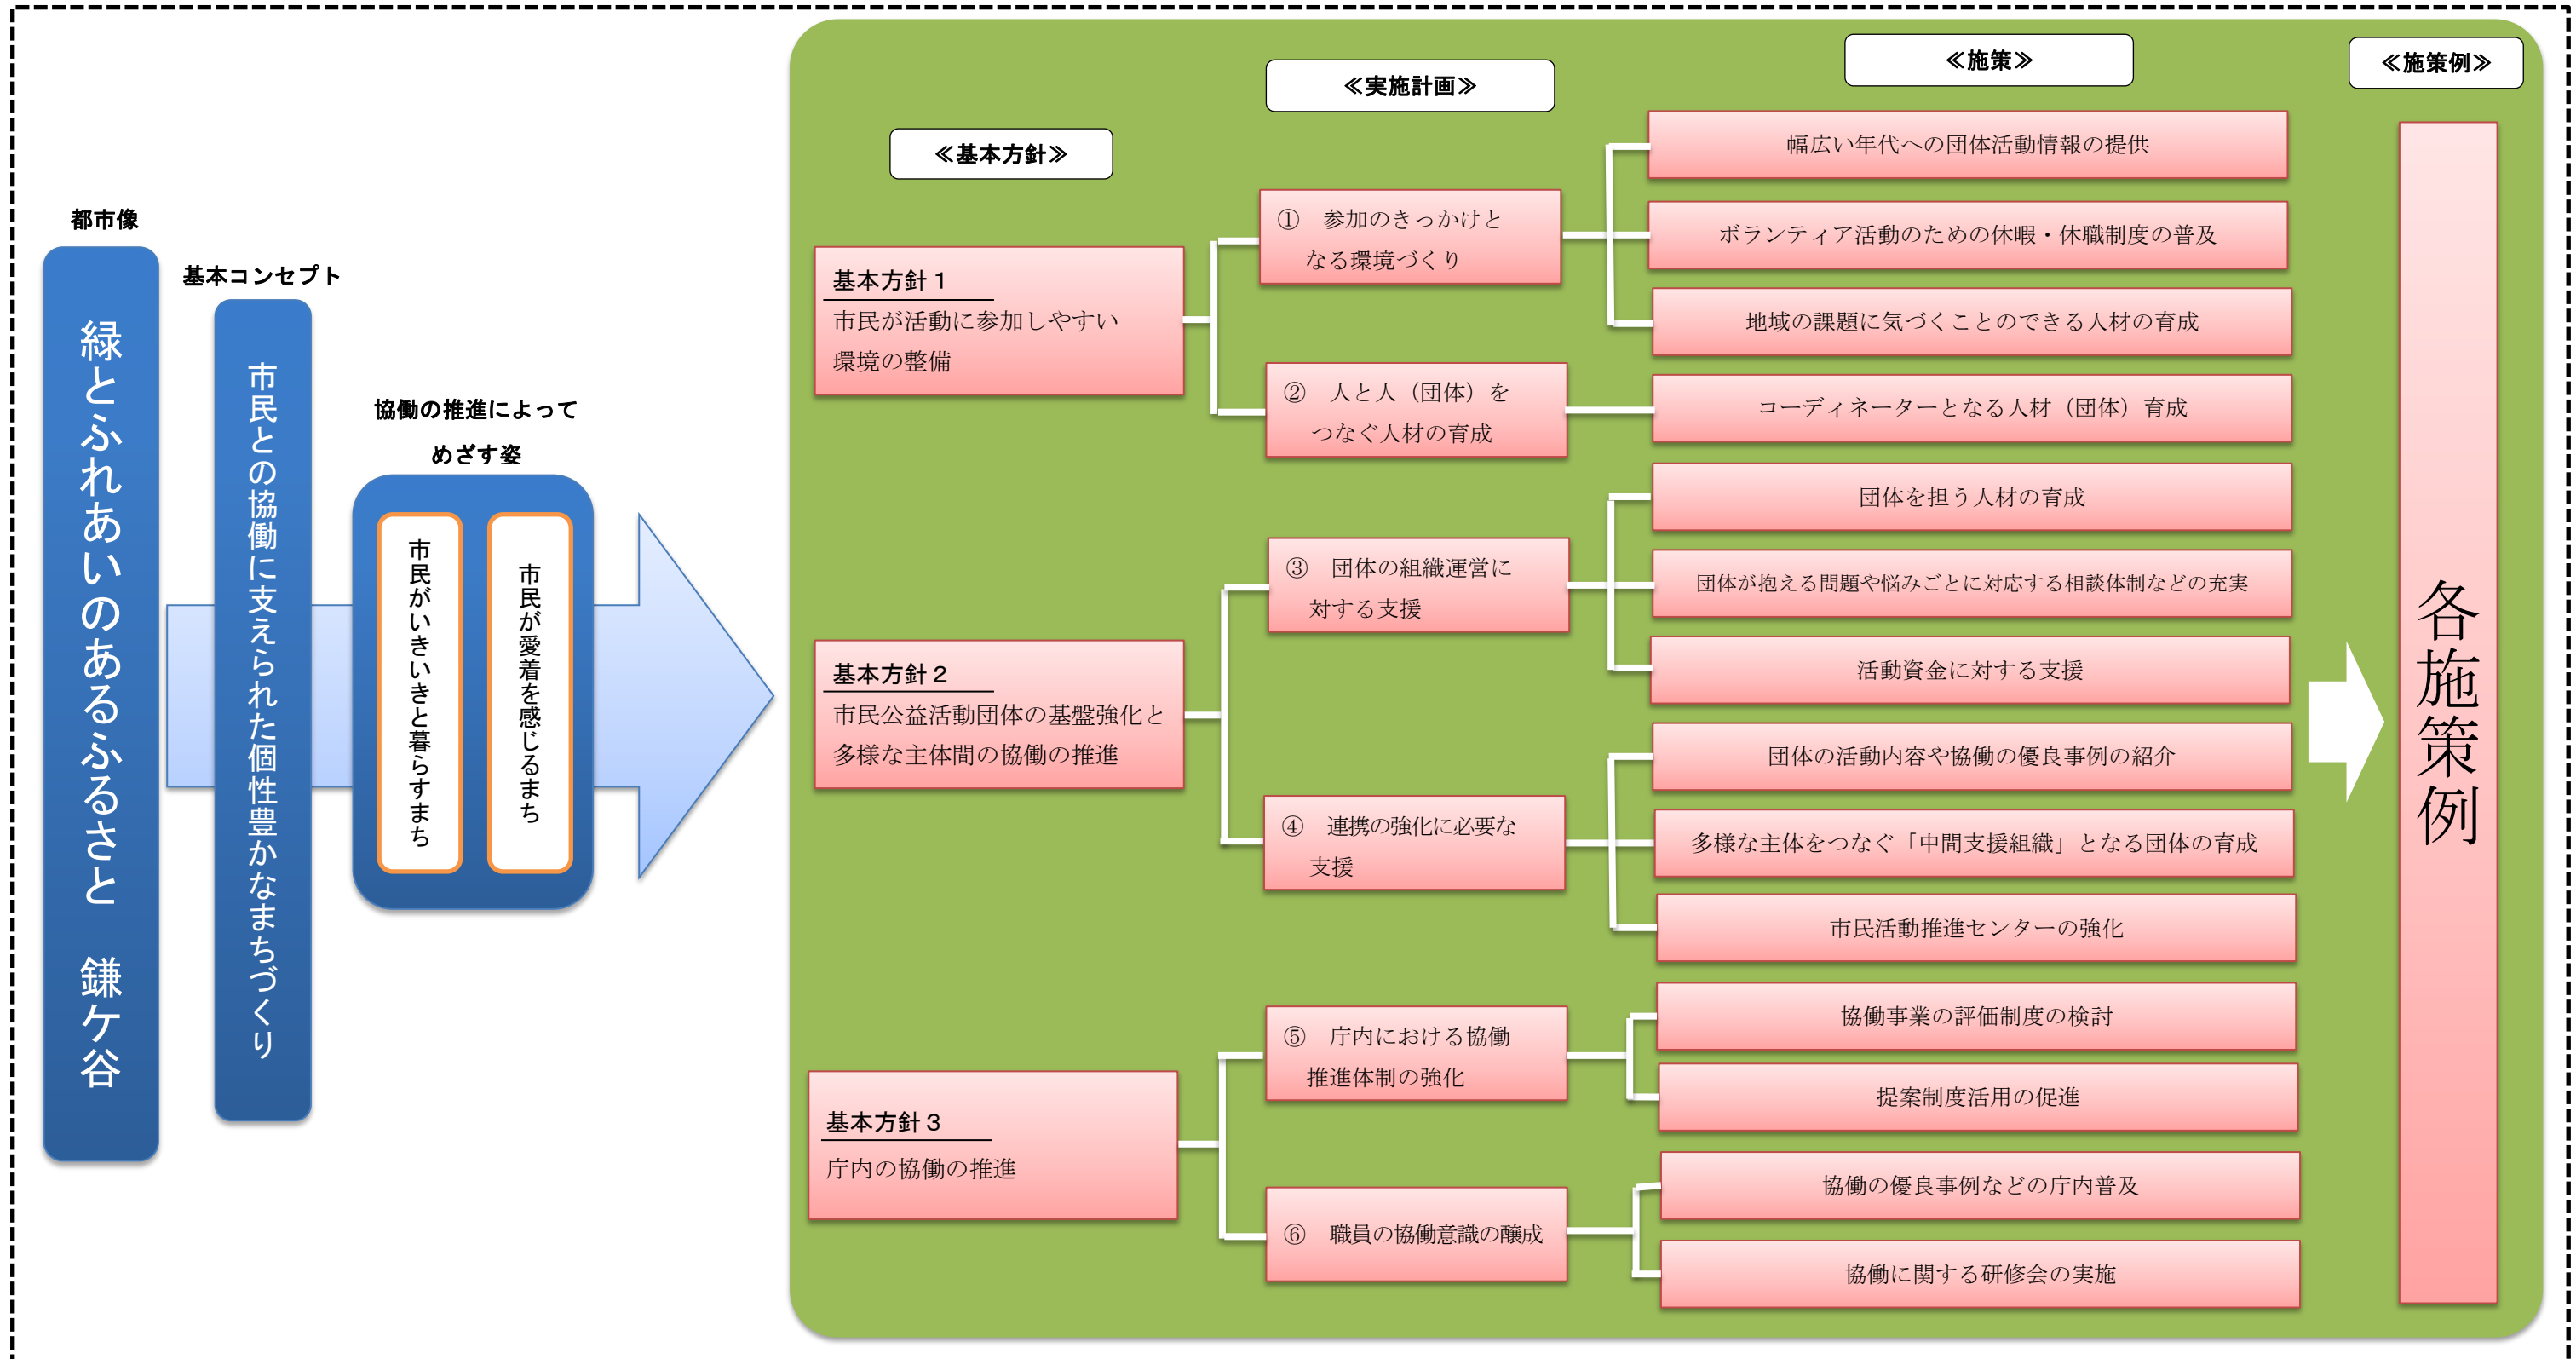 都市像
緑とふれあいのあるふるさと　鎌ケ谷
基本コンセプト
市民との協働に支えられた個性豊かなまちづくり
協働の推進によって
めざす姿
市民がいきいきと暮らすまち
市民が愛着を感じるまち
≪基本方針≫
≪実施計画≫
≪施策≫
≪施策例≫
基本方針１
市民が活動に参加しやすい
環境の整備
①　参加のきっかけと
なる環境づくり
幅広い年代への団体活動情報の提供
ボランティア活動のための休暇・休職制度の普及
地域の課題に気づくことのできる人材の育成
②　人と人（団体）を
つなぐ人材の育成
コーディネーターとなる人材（団体）育成
基本方針２
市民公益活動団体の基盤強化と
多様な主体間の協働の推進
③　団体の組織運営に
対する支援
団体を担う人材の育成
団体が抱える問題や悩みごとに対応する相談体制などの充実
活動資金に対する支援
④　連携の強化に必要な
支援
団体の活動内容や協働の優良事例の紹介
多様な主体をつなぐ「中間支援組織」となる団体の育成
市民活動推進センターの強化
基本方針３
庁内の協働の推進
⑤　庁内における協働
推進体制の強化
協働事業の評価制度の検討
提案制度活用の促進
⑥　職員の協働意識の醸成
協働の優良事例などの庁内普及
協働に関する研修会の実施
各施策例